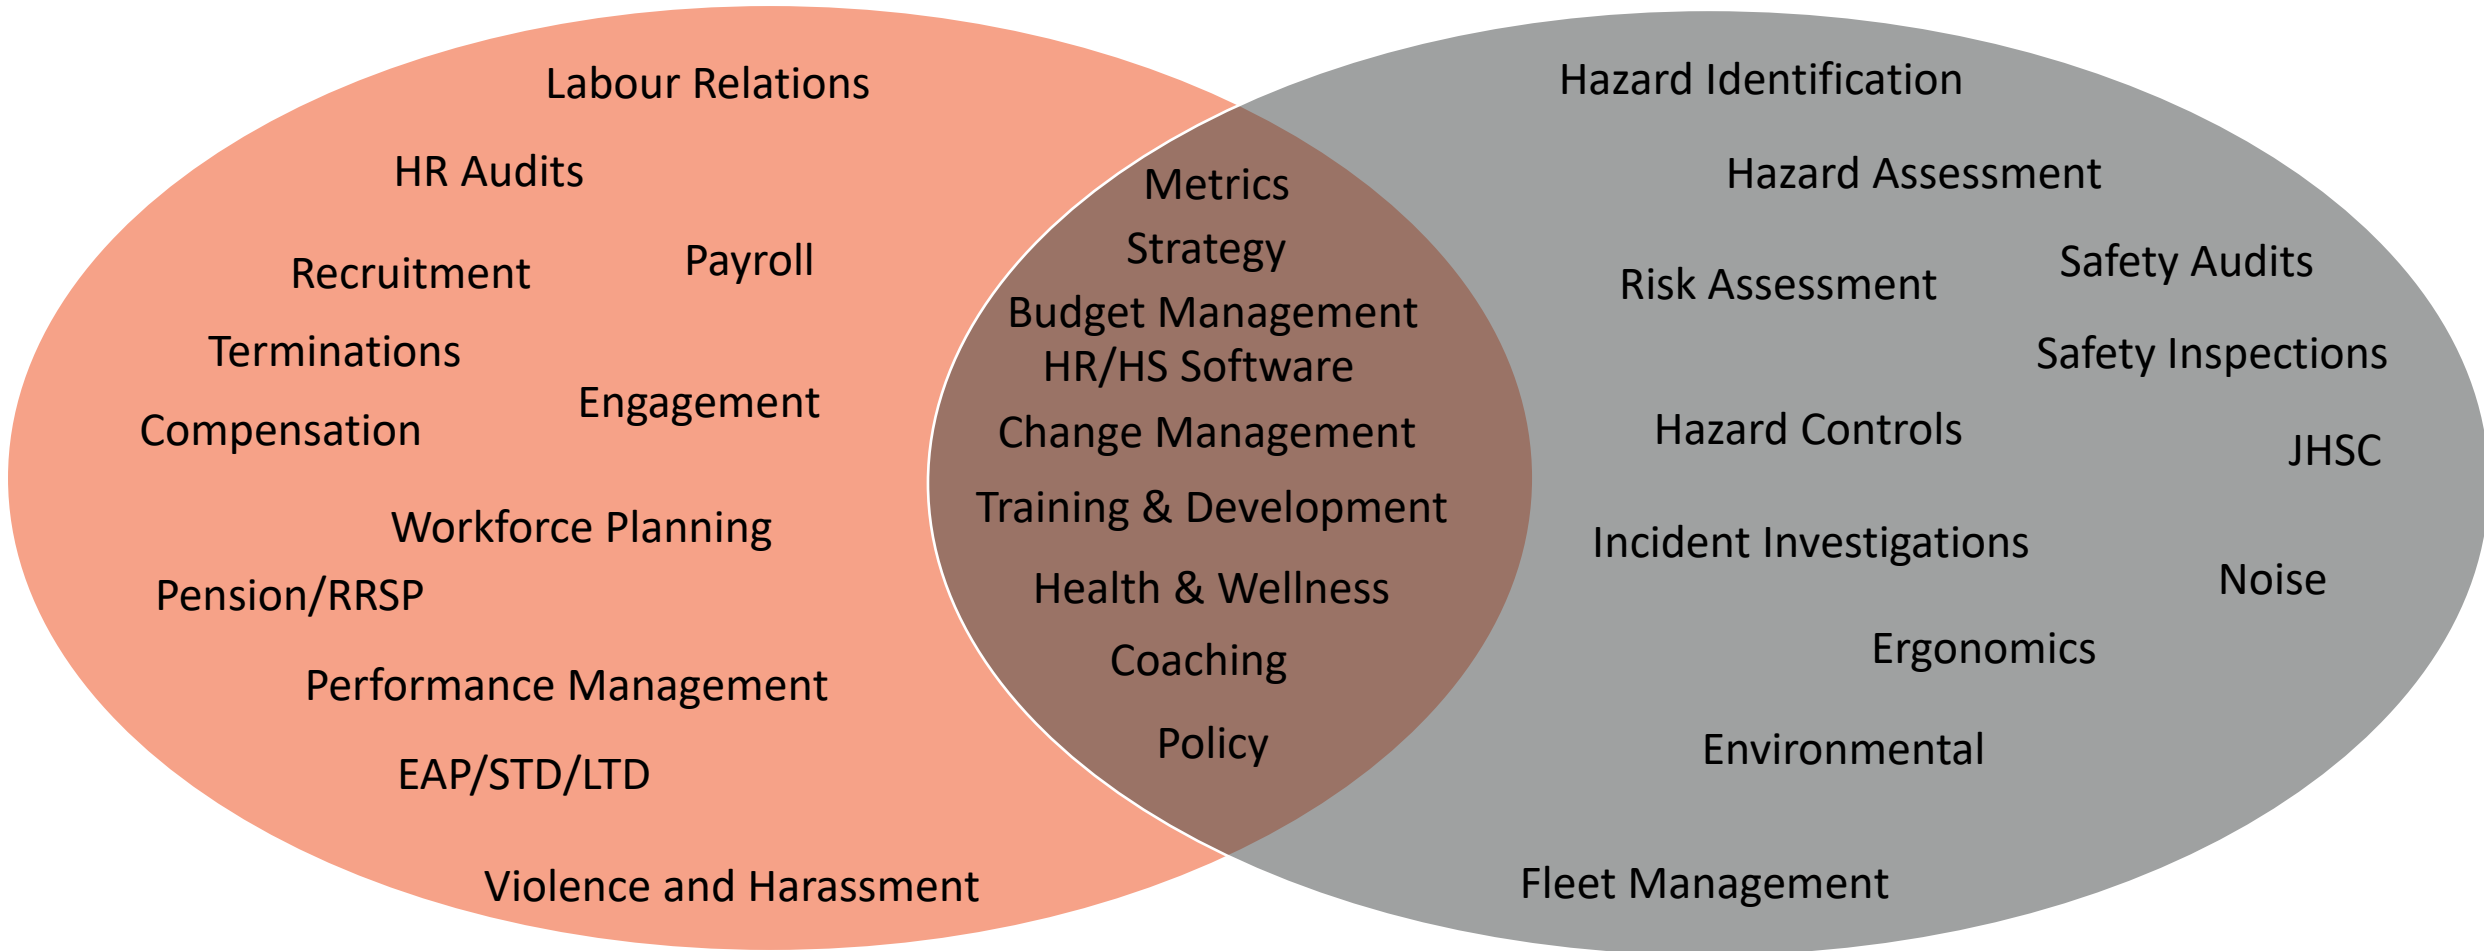 Labour Relations
HR Audits
Recruitment
Payroll
Terminations
Engagement
Compensation
Workforce Planning
Pension/RRSP
Performance Management
EAP/STD/LTD
Violence and Harassment
Metrics
Strategy
Budget Management
HR/HS Software
Change Management
Training & Development
Health & Wellness
Coaching
Policy
Hazard Identification
Hazard Assessment
Safety Audits
Risk Assessment
Safety Inspections
Hazard Controls
JHSC
Incident Investigations
Noise
Ergonomics
Environmental
Fleet Management